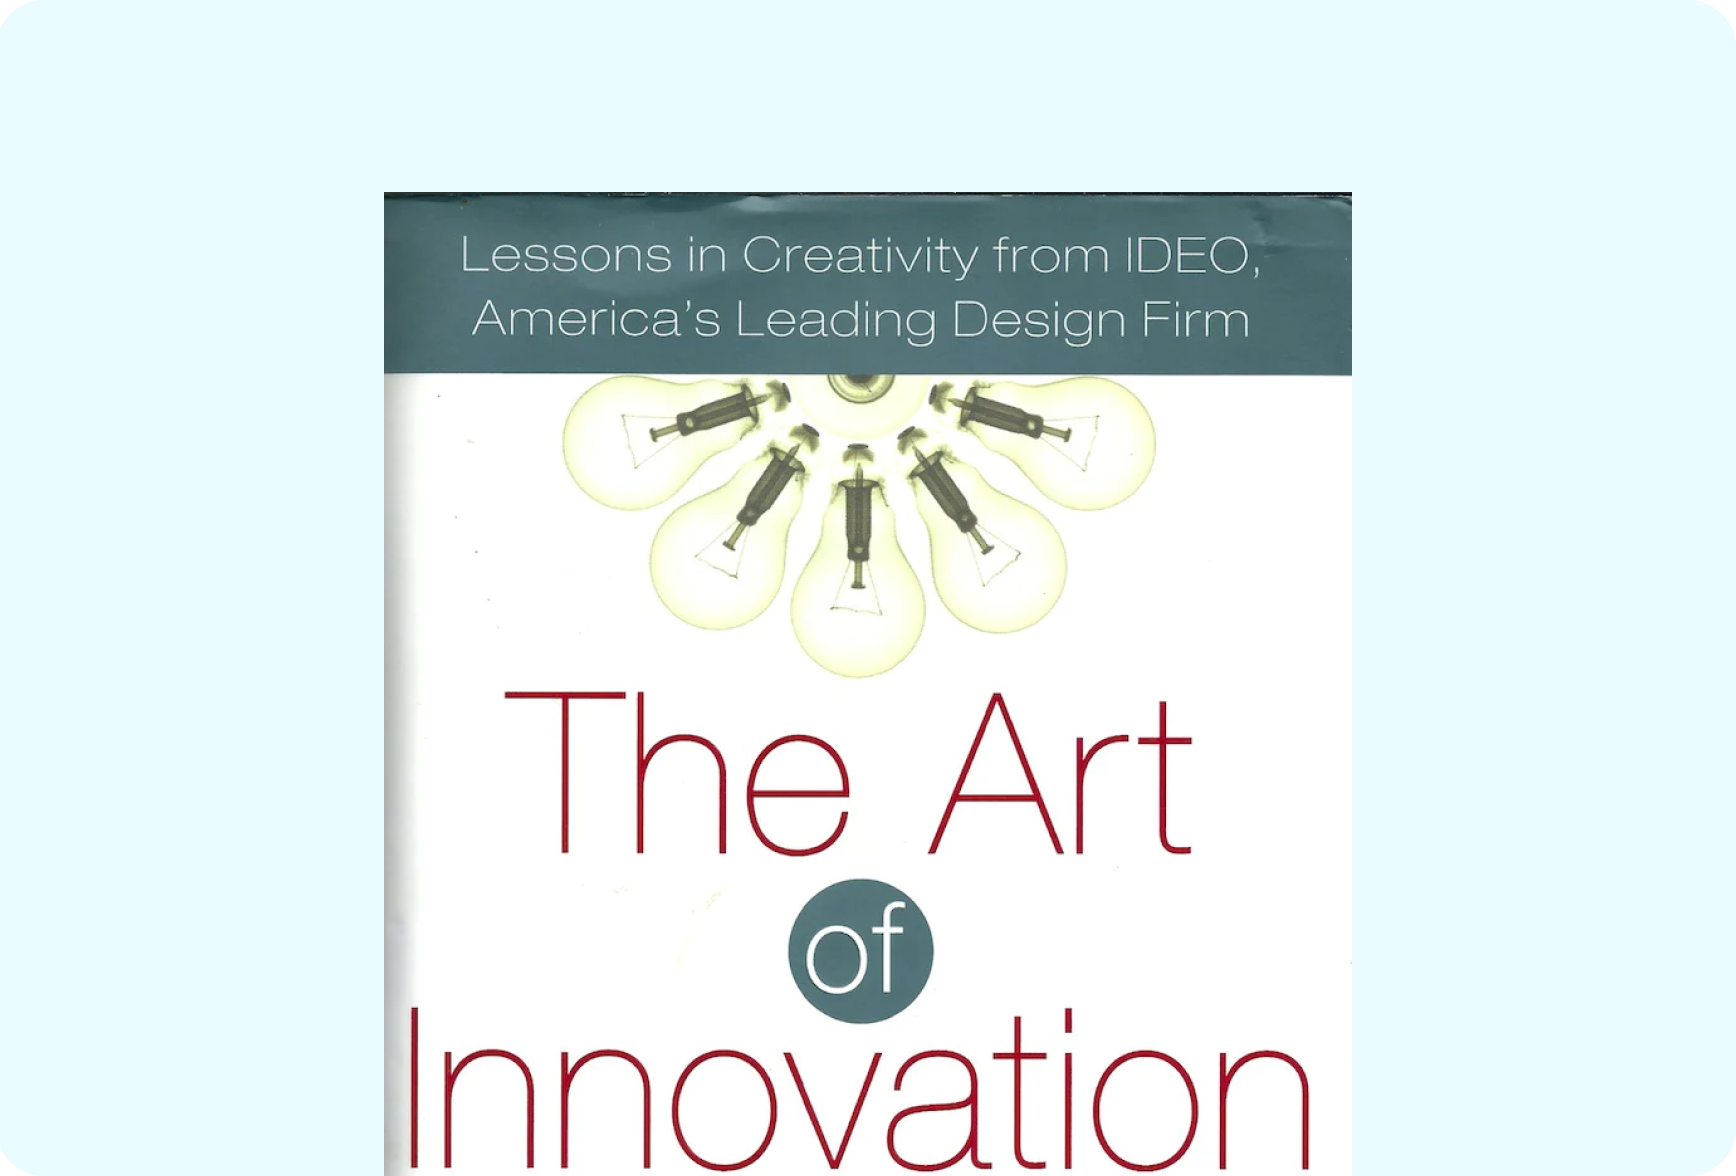 Lessons in Creativity from IDEO,
America’s Leading Design Firm
The Art
of
Innovation